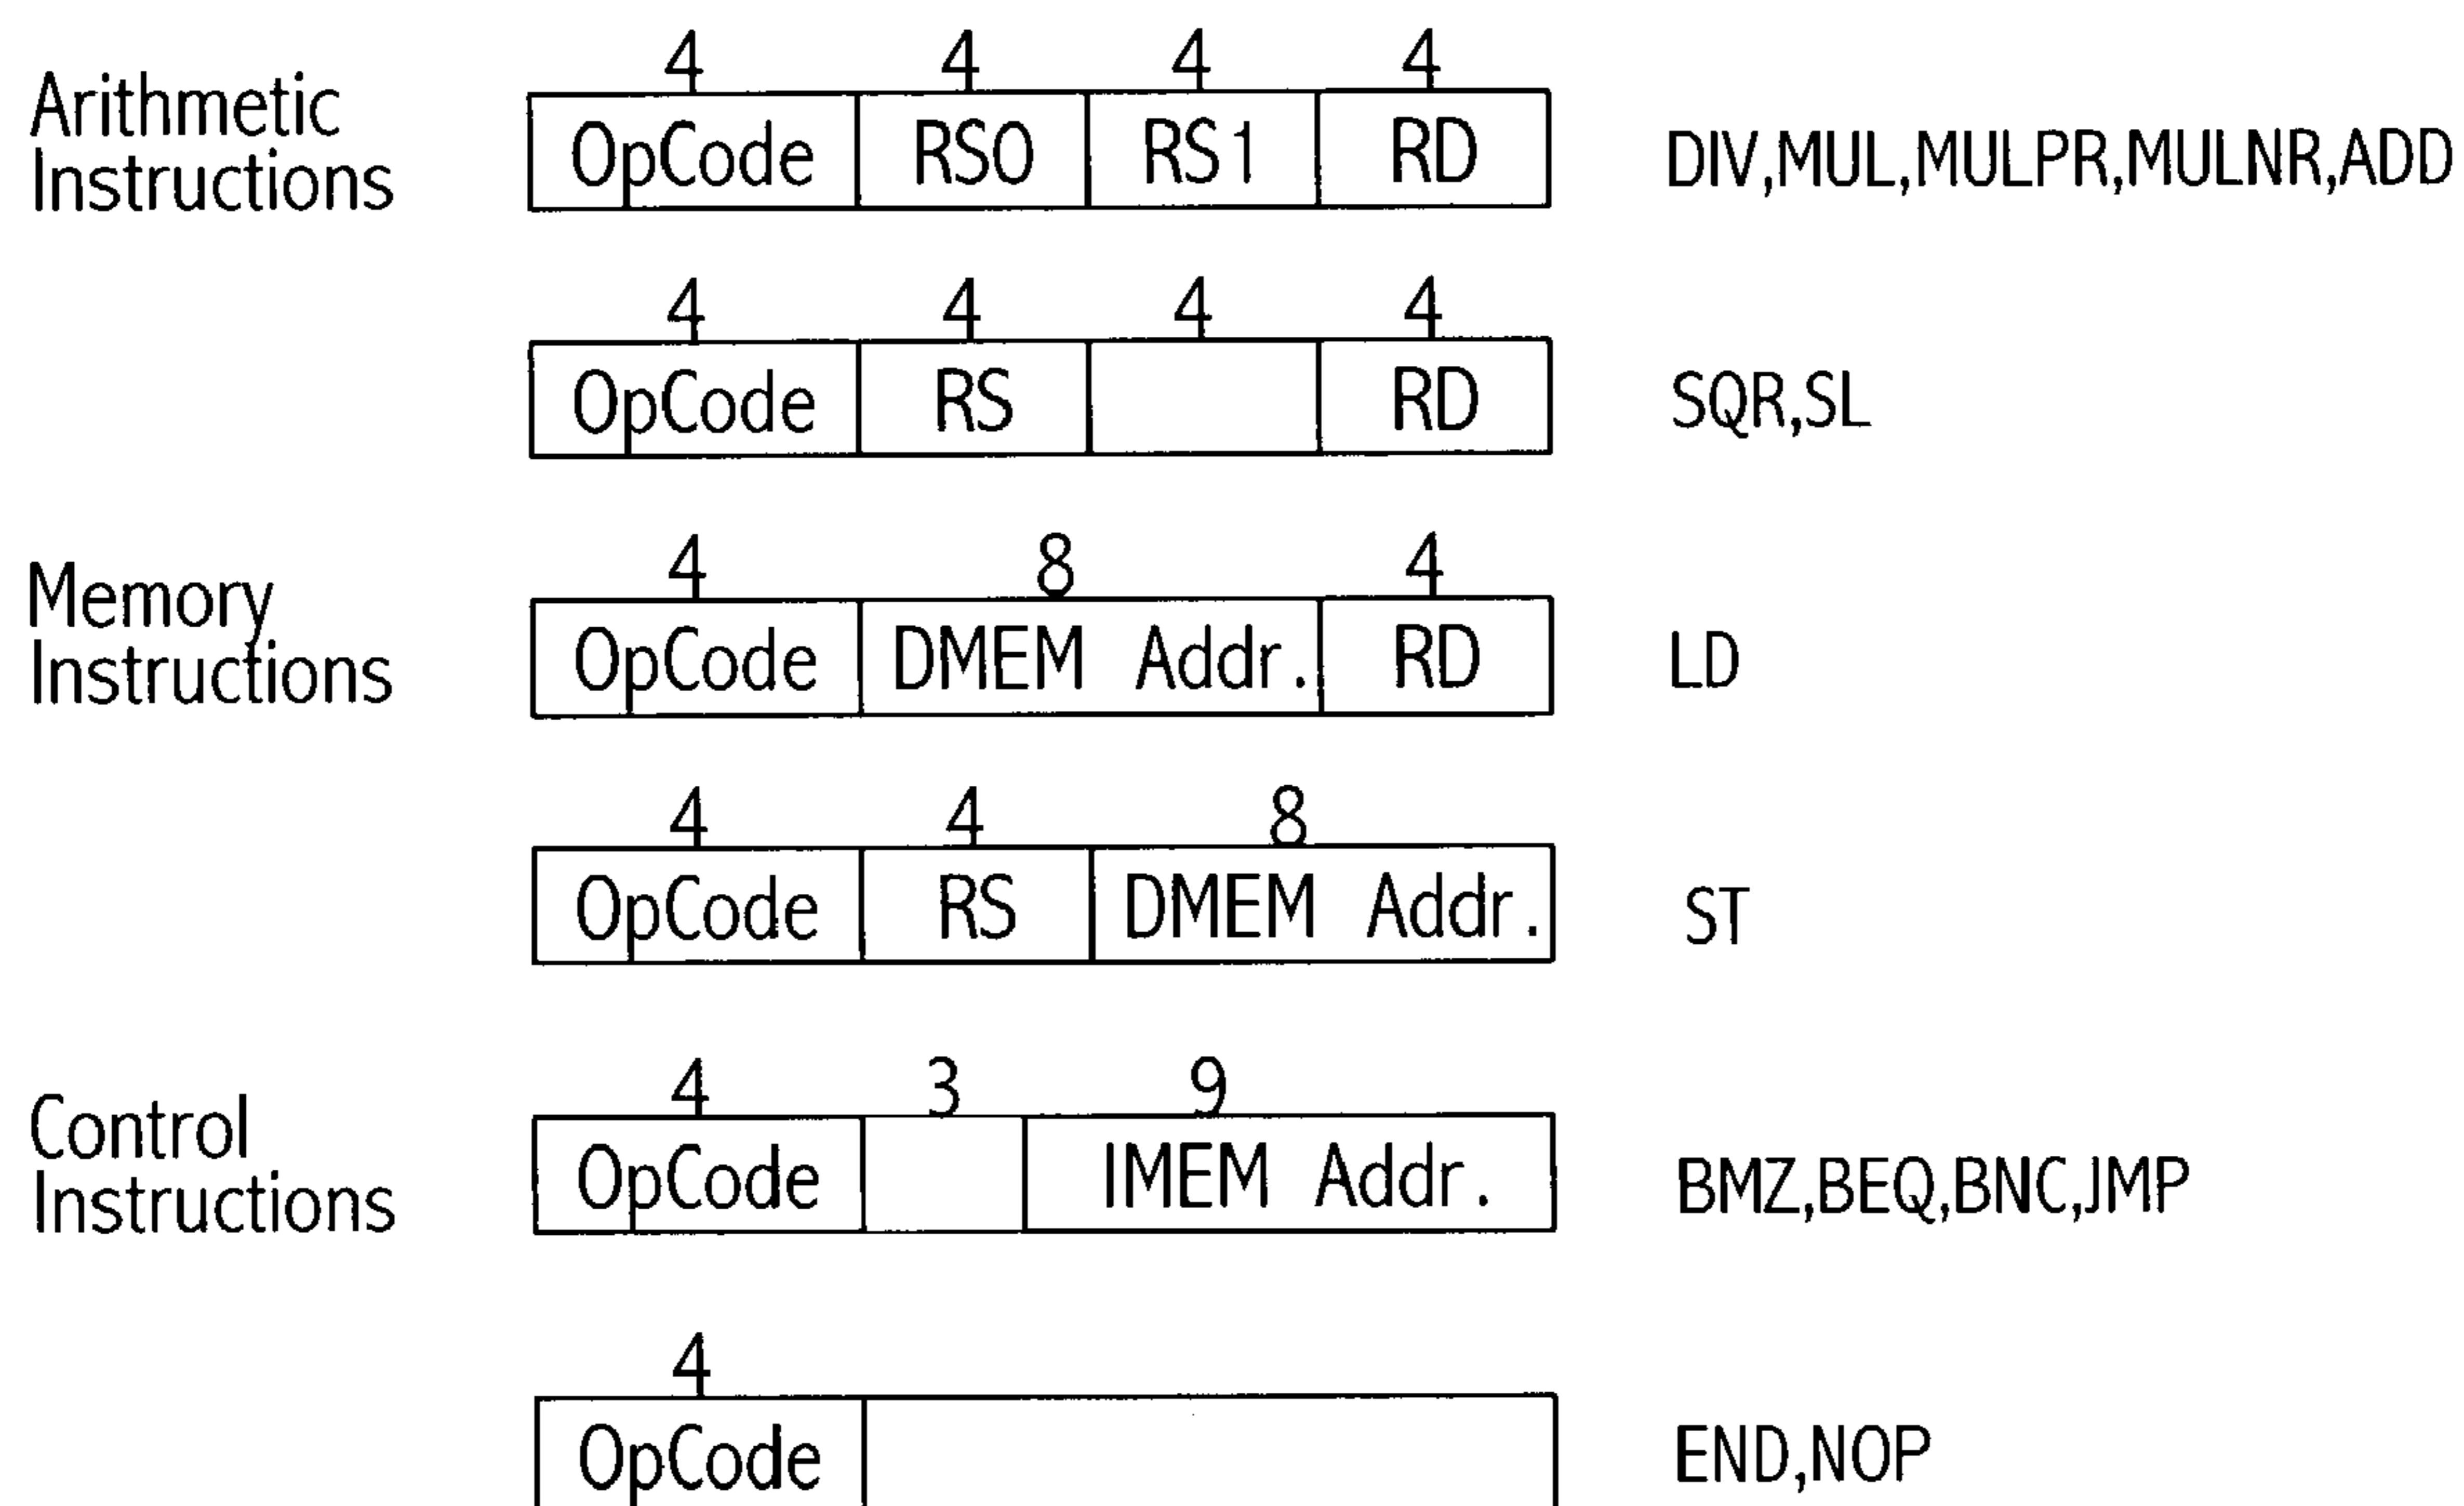 4 4 4 4
Arithmetic
Instructions
OpCode RS0 RS1 RD DIV,MUL,MULPR,MULNR,ADD
4 4 4 4
OpCode RS RD SQR,SL
4 8 4
Memory
Instructions
OpCode DMEM Addr. RD LD
4 4 8
OpCode RS DMEM Addr. ST
4 3 9
Control
Instructions
OpCode IMEM Addr. BMZ,BEQ,BNC,JMP
4
OpCode END,NOP